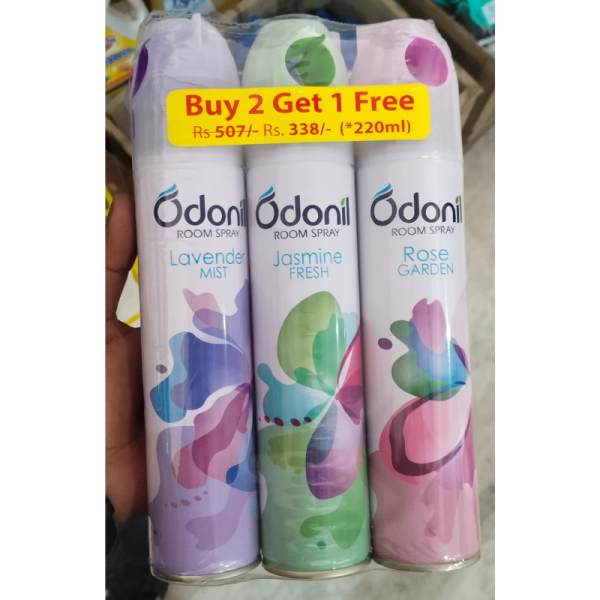 Buy 2 Get 1 Free
Rs 507/- Rs. 338/- (*220ml)
Odonil
ROOM SPRAY
Lavender
MIST
Odonil
ROOM SPRAY
Jasmine
FRESH
Odonil
ROOM SPRAY
Rose
GARDEN